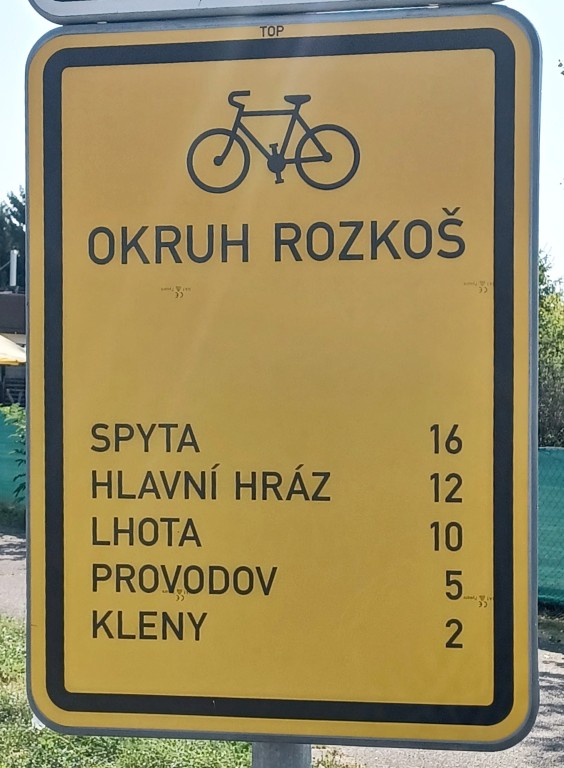 TOP
OKRUH ROZKOŠ
SPYTA 16
HLAVNÍ HRÁZ 12
LHOTA 10
PROVODOV 5
KLENY 2